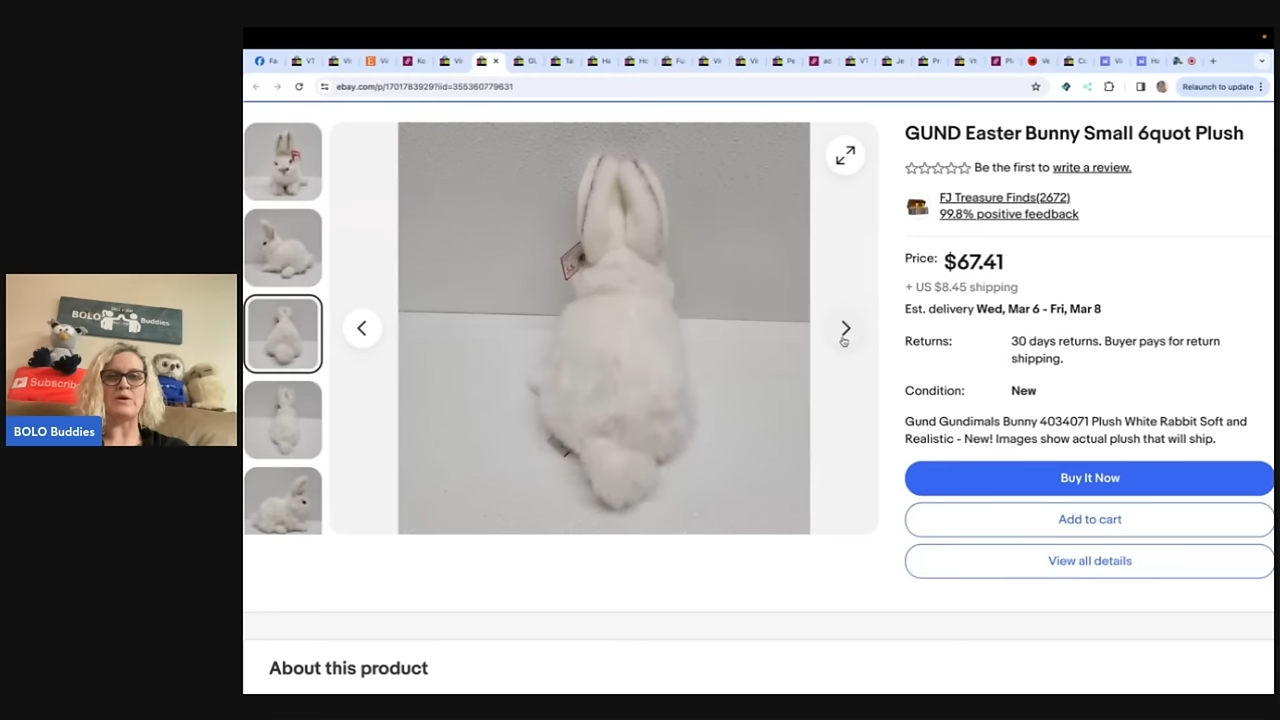 Relaunch to update
ebay.com/p/1701783929?iid=355360779631
GUND Easter Bunny Small 6quot Plush
Be the first to write a review.
FJ Treasure Finds(2672)
99.8% positive feedback
Price: $67.41
+ US $8.45 shipping
Est. delivery Wed, Mar 6 - Fri, Mar 8
Returns: 30 days returns. Buyer pays for return
shipping.
Condition: New
Gund Gundimals Bunny 4034071 Plush White Rabbit Soft and
Realistic - New! Images show actual plush that will ship.
Buy It Now
Add to cart
View all details
About this product
BOLO Buddies
Subscrib
BOLO Buddies